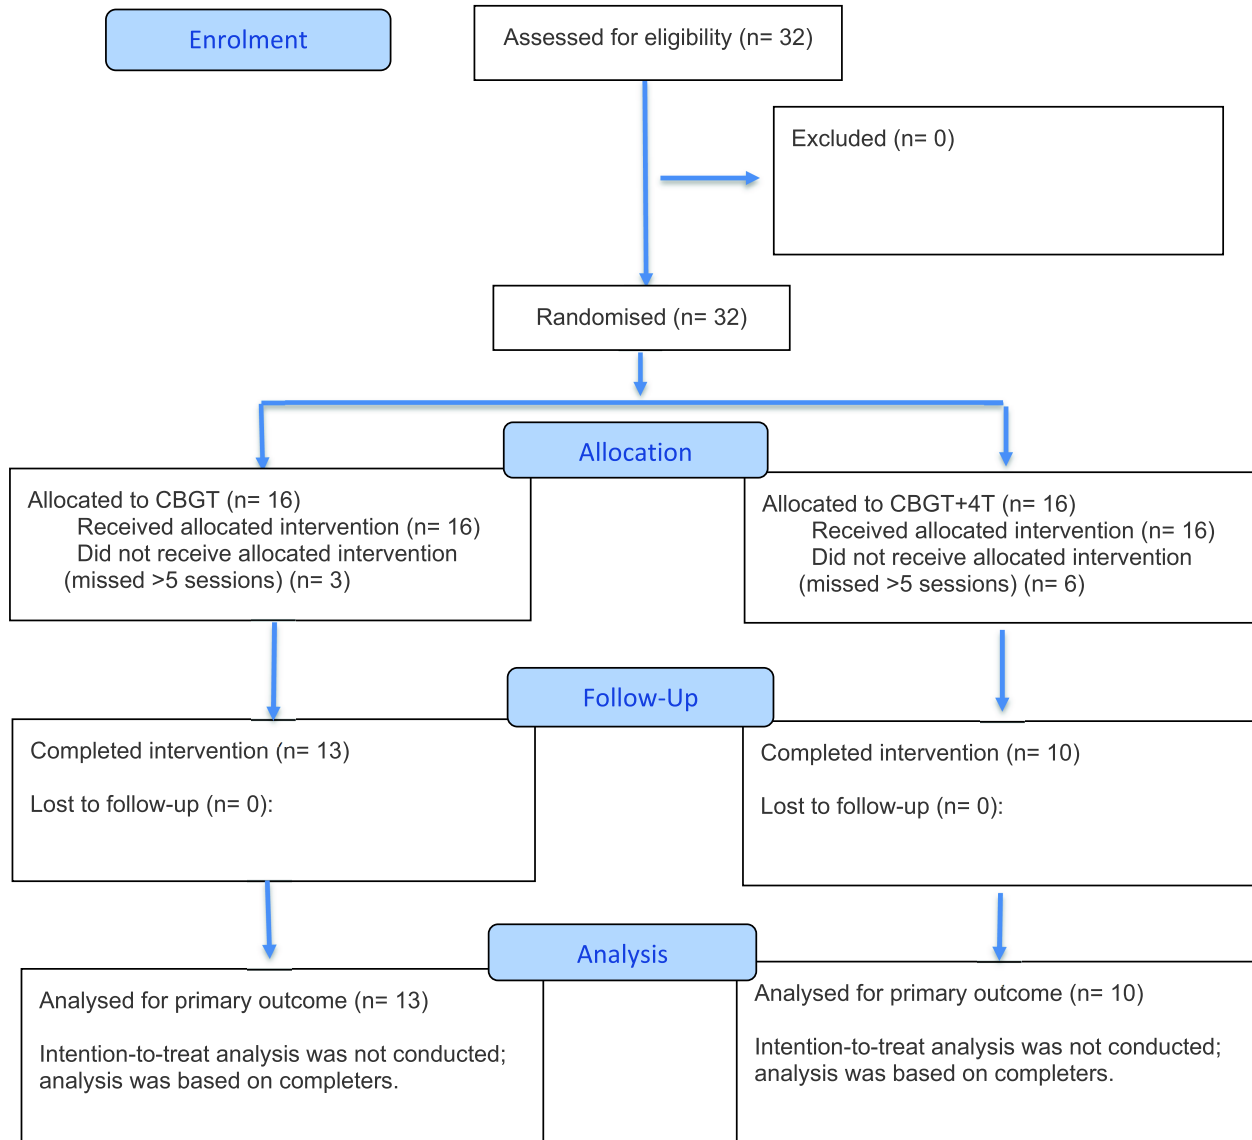 Enrolment
Assessed for eligibility (n= 32)
Excluded (n= 0)
Randomised (n= 32)
Allocation
Allocated to CBGT (n= 16)
Received allocated intervention (n= 16)
Did not receive allocated intervention
(missed >5 sessions) (n= 3)
Allocated to CBGT+4T (n= 16)
Received allocated intervention (n= 16)
Did not receive allocated intervention
(missed >5 sessions) (n= 6)
Follow-Up
Completed intervention (n= 13)
Lost to follow-up (n= 0):
Completed intervention (n= 10)
Lost to follow-up (n= 0):
Analysis
Analysed for primary outcome (n= 13)
Intention-to-treat analysis was not conducted;
analysis was based on completers.
Analysed for primary outcome (n= 10)
Intention-to-treat analysis was not conducted;
analysis was based on completers.